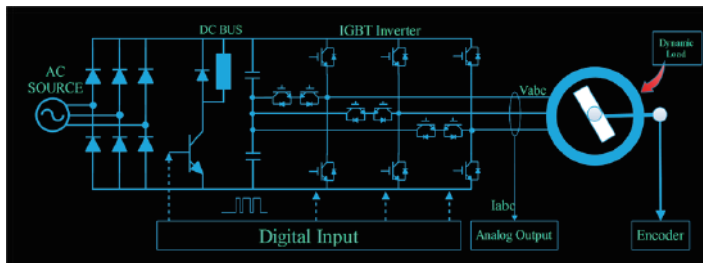 DC BUS
IGBT Inverter
Dynamic
Load
AC
SOURCE
Vabc
Iabc
Digital Input
Analog Output
Encoder